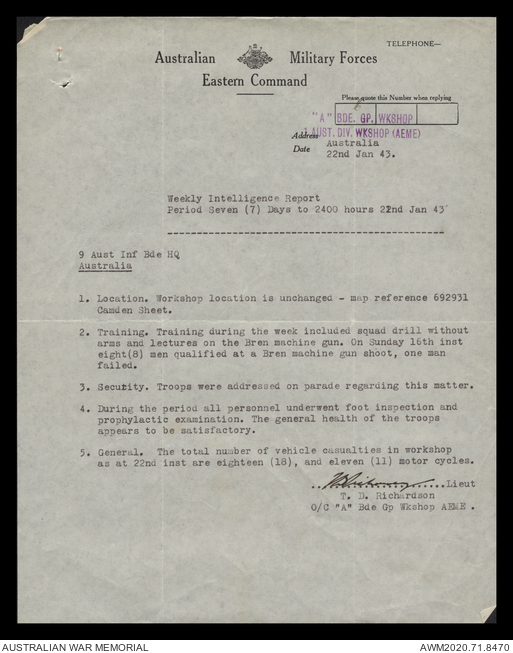 TELEPHONE—
Australian Military Forces
Eastern Command
Please quote this Number when replying
"A" BDE. GP. WKSHOP
1 AUST. DIV. WKSHOP (AEME)
Address
Australia
Date
22nd Jan 43.
Weekly Intelligence Report
Period Seven (7) Days to 2400 hours 22nd Jan 43'
9 Aust Inf Bde HQ
Australia
1. Location. Workshop location is unchanged - map reference 692931
Camden Sheet.
2. Training. Training during the week included squad drill without
arms and lectures on the Bren machine gun. On Sunday 16th inst
eight(8) men qualified at a Bren machine gun shoot, one man
failed.
3. Security. Troops were addressed on parade regarding this matter.
4. During the period all personnel underwent foot inspection and
prophylactic examination. The general health of the troops
appears to be satisfactory.
5. General. The total number of vehicle casualties in workshop
as at 22nd inst are eighteen (18), and eleven (11) motor cycles.
Lieut
T. D. Richardson
O/C "A" Bde Gp Wkshop AEME .
AUSTRALIAN WAR MEMORIAL
AWM2020.71.8470